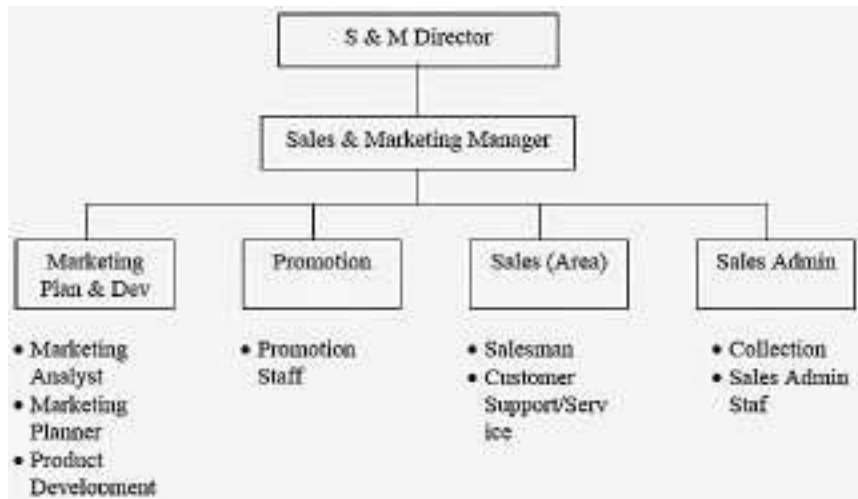 S & M Director
Sales & Marketing Manager
Marketing
Plan & Dev
Promotion
Sales (Area)
Sales Admin
• Marketing
Analyst
• Marketing
Planner
• Product
Development
• Promotion
Staff
• Salesman
• Customer
Support/Serv
ice
• Collection
• Sales Admin
Staf